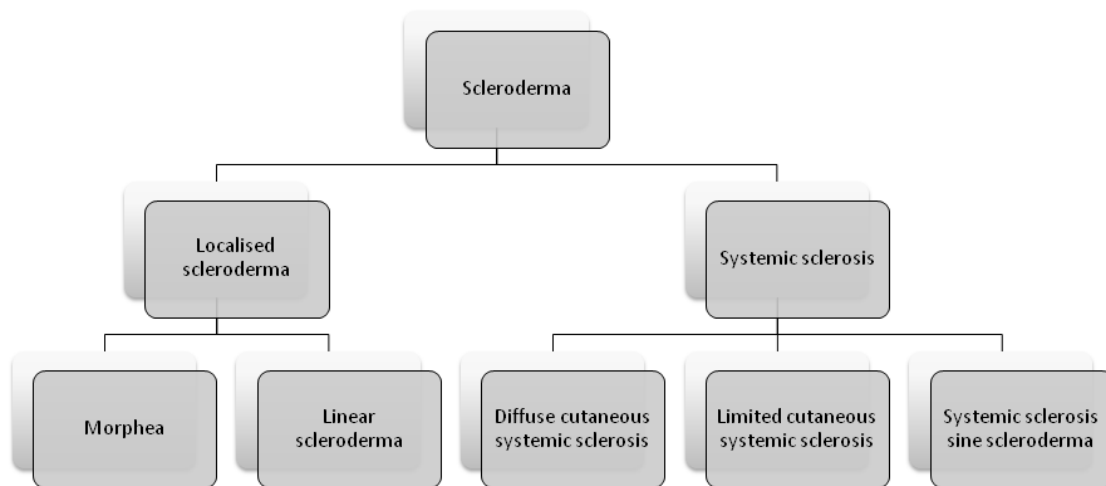 Scleroderma
Localised
scleroderma
Systemic sclerosis
Morphea
Linear
scleroderma
Diffuse cutaneous
systemic sclerosis
Limited cutaneous
systemic sclerosis
Systemic sclerosis
sine scleroderma